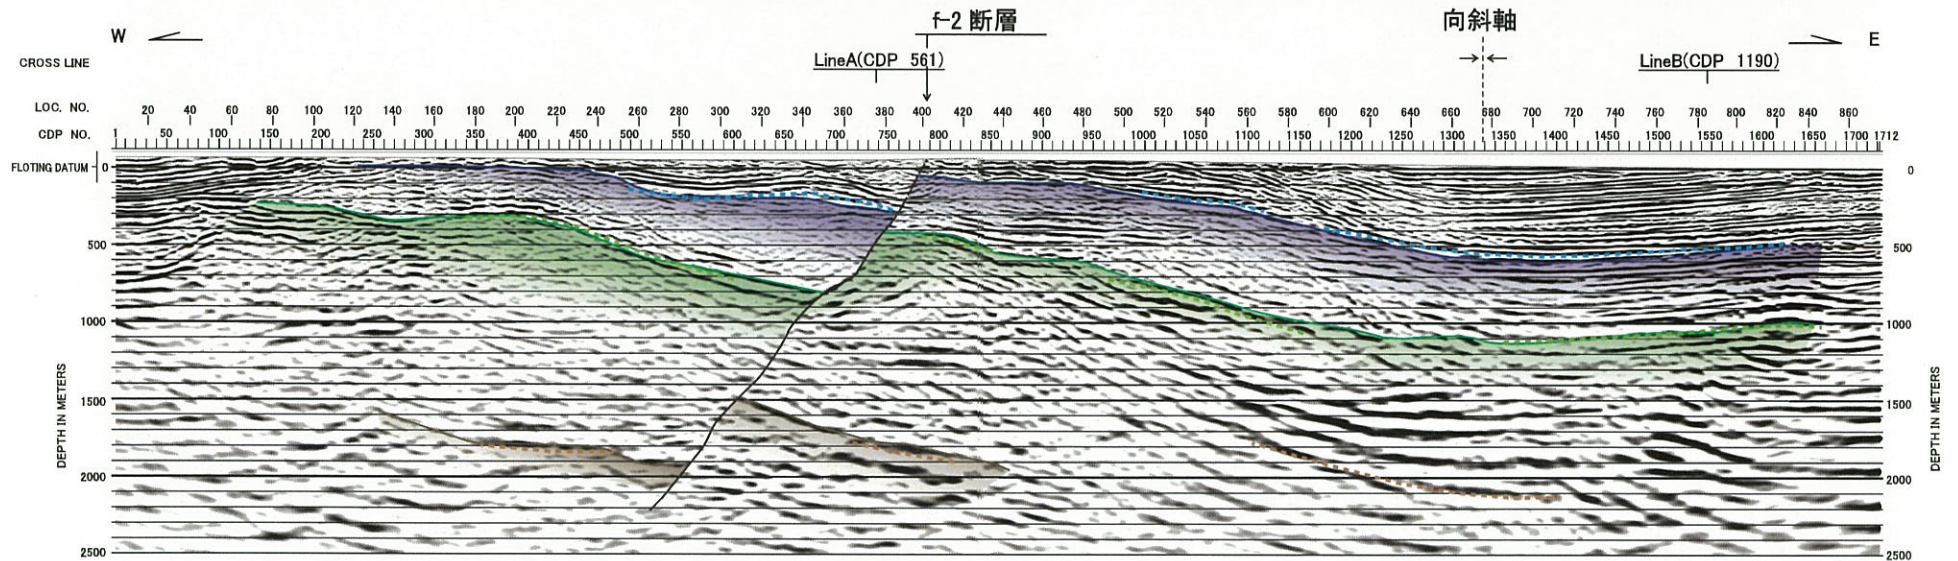 f-2 断層 向斜軸
W E
CROSS LINE LineA(CDP 561) LineB(CDP 1190)
LOC. NO. 20 40 60 80 100 120 140 160 180 200 220 240 260 280 300 320 340 360 380 400 420 440 460 480 500 520 540 560 580 600 620 640 660 680 700 720 740 760 780 800 820 840 860
CDP NO. 1 50 100 150 200 250 300 350 400 450 500 550 600 650 700 750 800 850 900 950 1000 1052 1100 1150 1200 1250 1300 1350 1400 1450 1500 1550 1600 1650 1700 1712
FLOTING DATUM 0 0
500 500
1000 1000
DEPTH IN METERS DEPTH IN METERS
1500 1500
2000 2000
2500 2500